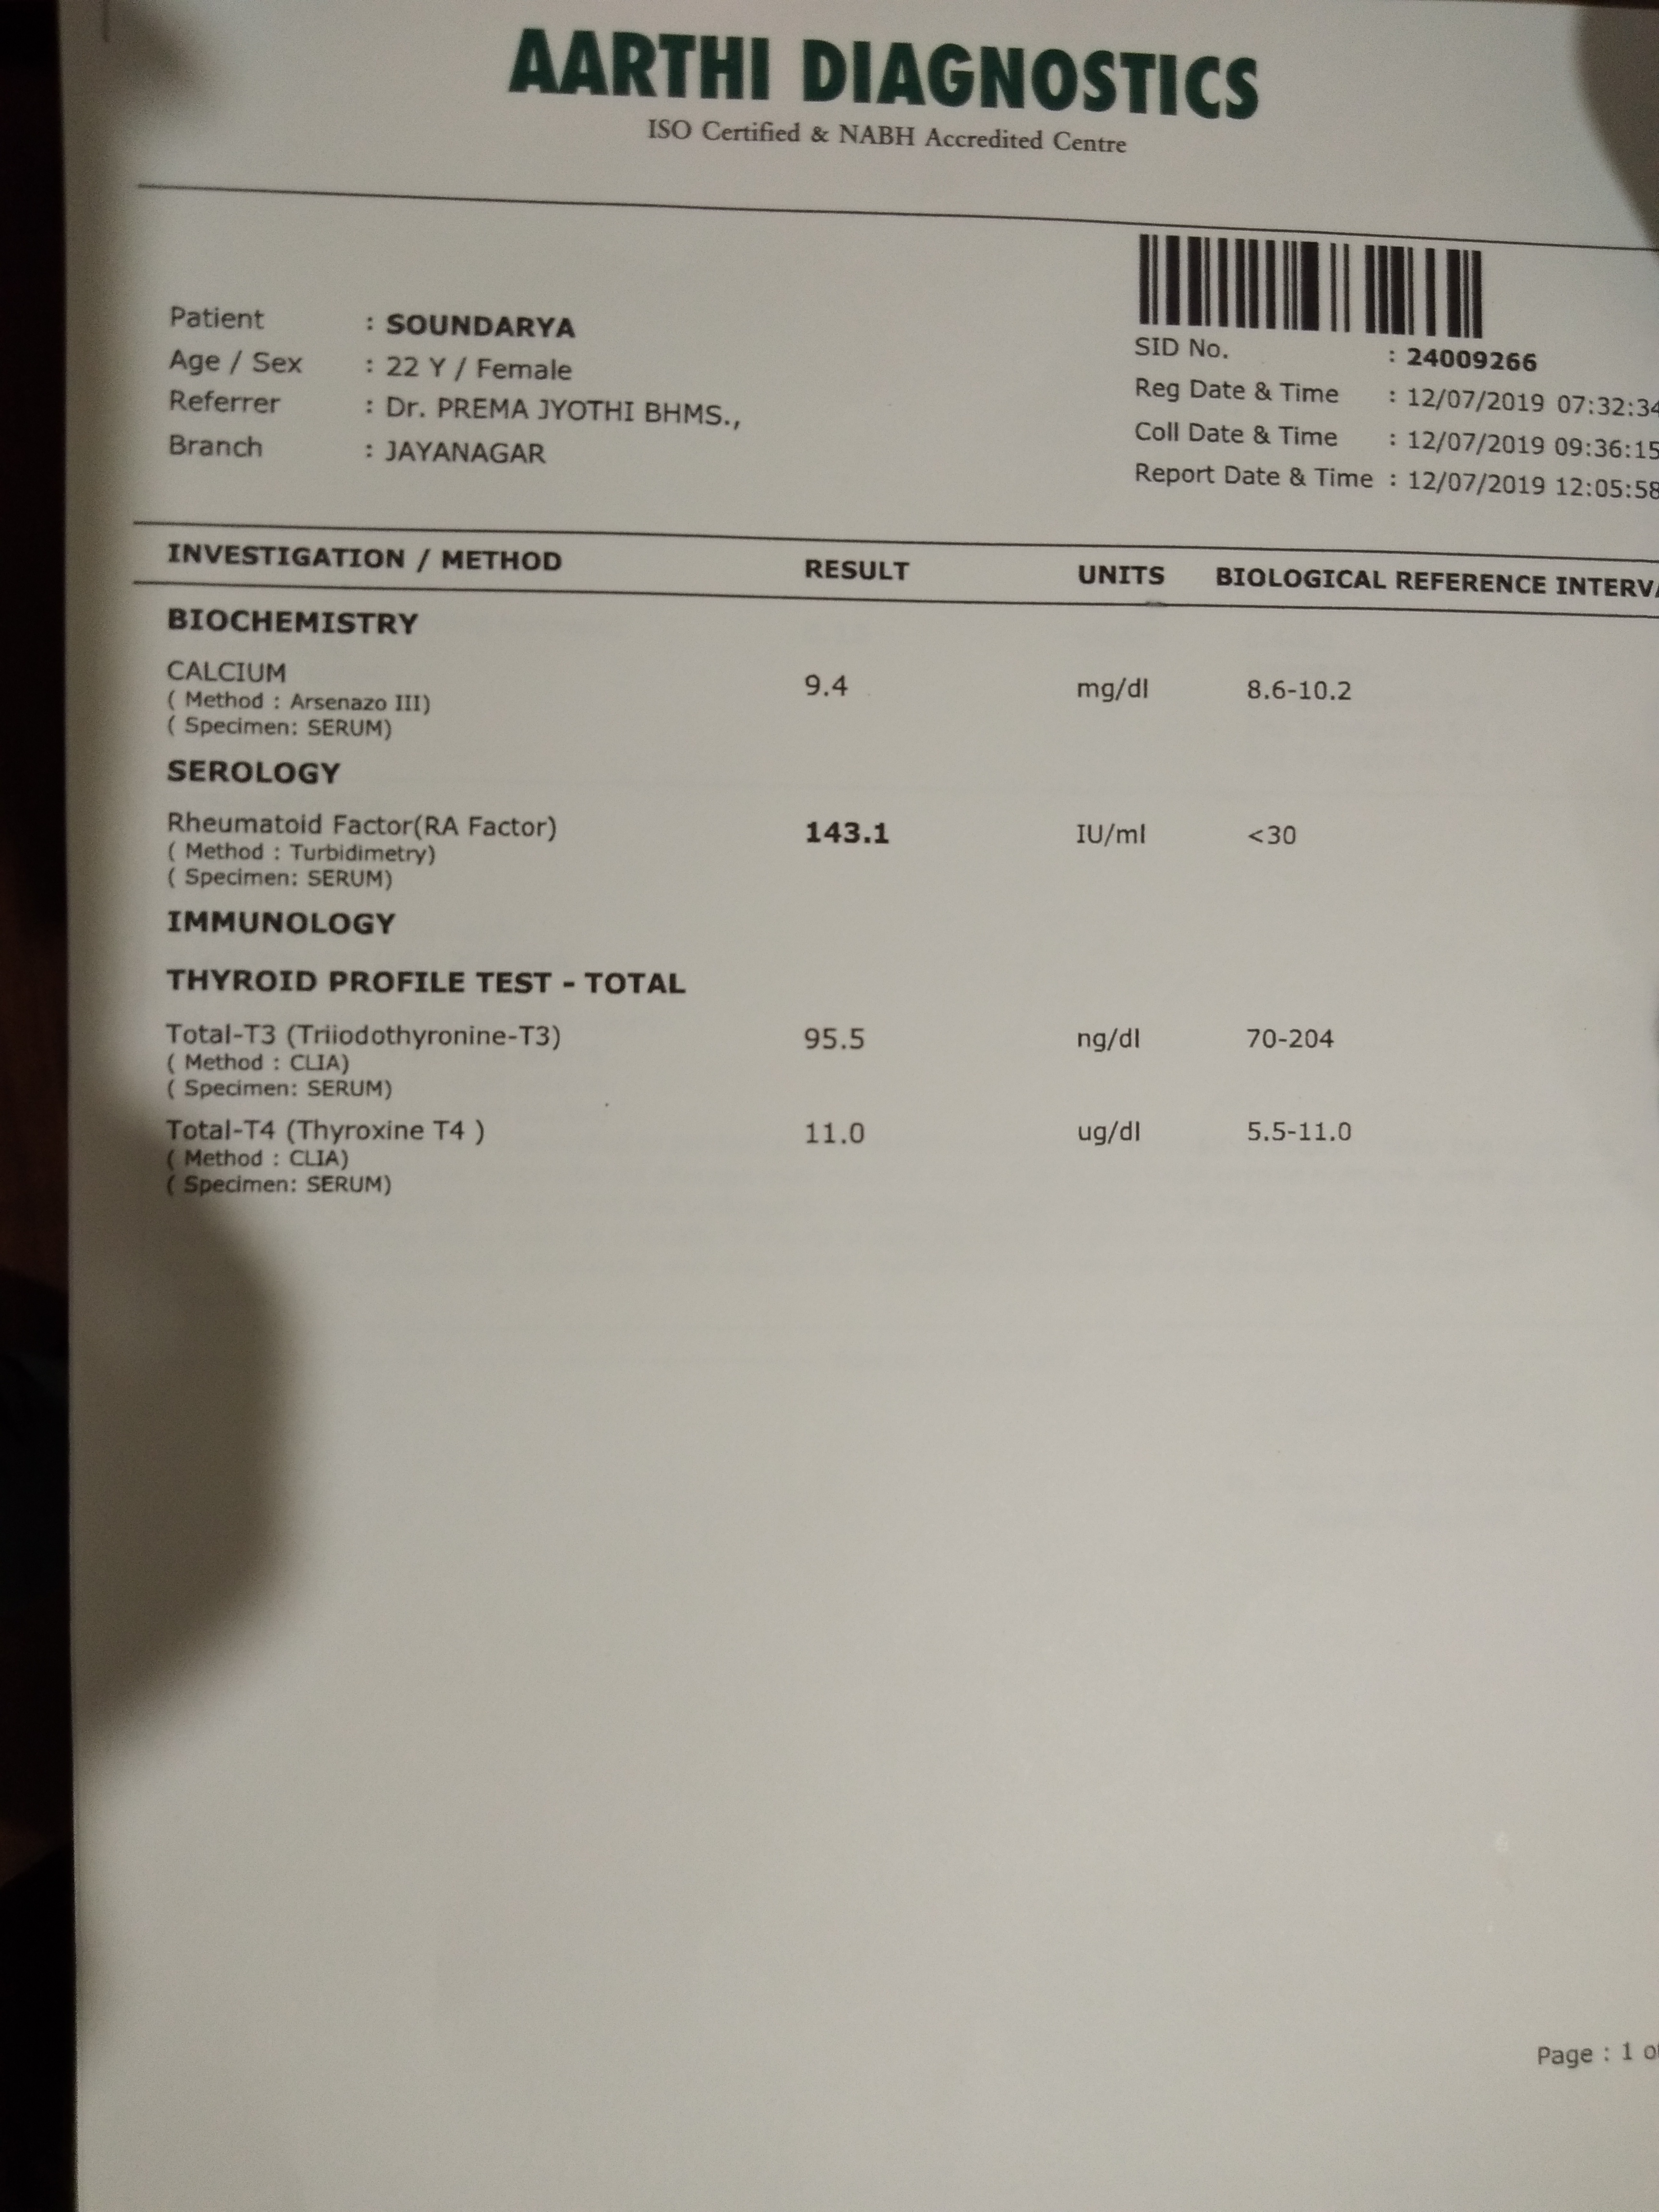 AARTHI DIAGNOSTICS
ISO Certified & NABH Accredited Centre
Patient : SOUNDARYA
Age / Sex : 22 Y / Female
Referrer : Dr. PREMA JYOTHI BHMS.,
Branch : JAYANAGAR
SID No. : 24009266
Reg Date & Time : 12/07/2019 07:32:34
Coll Date & Time : 12/07/2019 09:36:15
Report Date & Time : 12/07/2019 12:05:58
INVESTIGATION / METHOD RESULT UNITS BIOLOGICAL REFERENCE INTERVA
BIOCHEMISTRY
CALCIUM 9.4 mg/dl 8.6-10.2
( Method : Arsenazo III)
( Specimen: SERUM)
SEROLOGY
Rheumatoid Factor(RA Factor) 143.1 IU/ml <30
( Method : Turbidimetry)
( Specimen: SERUM)
IMMUNOLOGY
THYROID PROFILE TEST - TOTAL
Total-T3 (Triiodothyronine-T3) 95.5 ng/dl 70-204
( Method : CLIA)
( Specimen: SERUM)
Total-T4 (Thyroxine T4 ) 11.0 ug/dl 5.5-11.0
( Method : CLIA)
( Specimen: SERUM)
Page : 1 o